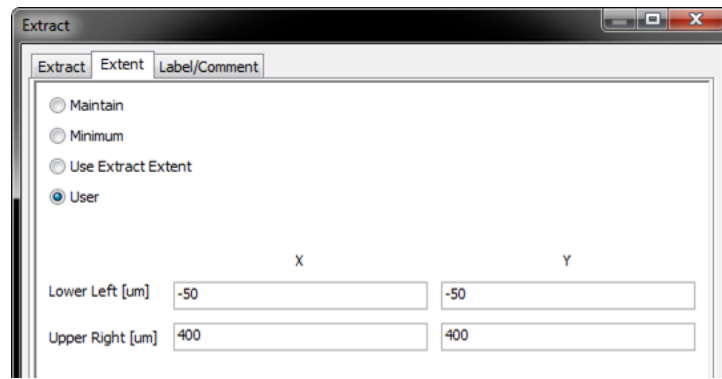 Extract
Extract Extent Label/Comment
Maintain
Minimum
Use Extract Extent
User
X Y
Lower Left [um] -50 -50
Upper Right [um] 400 400